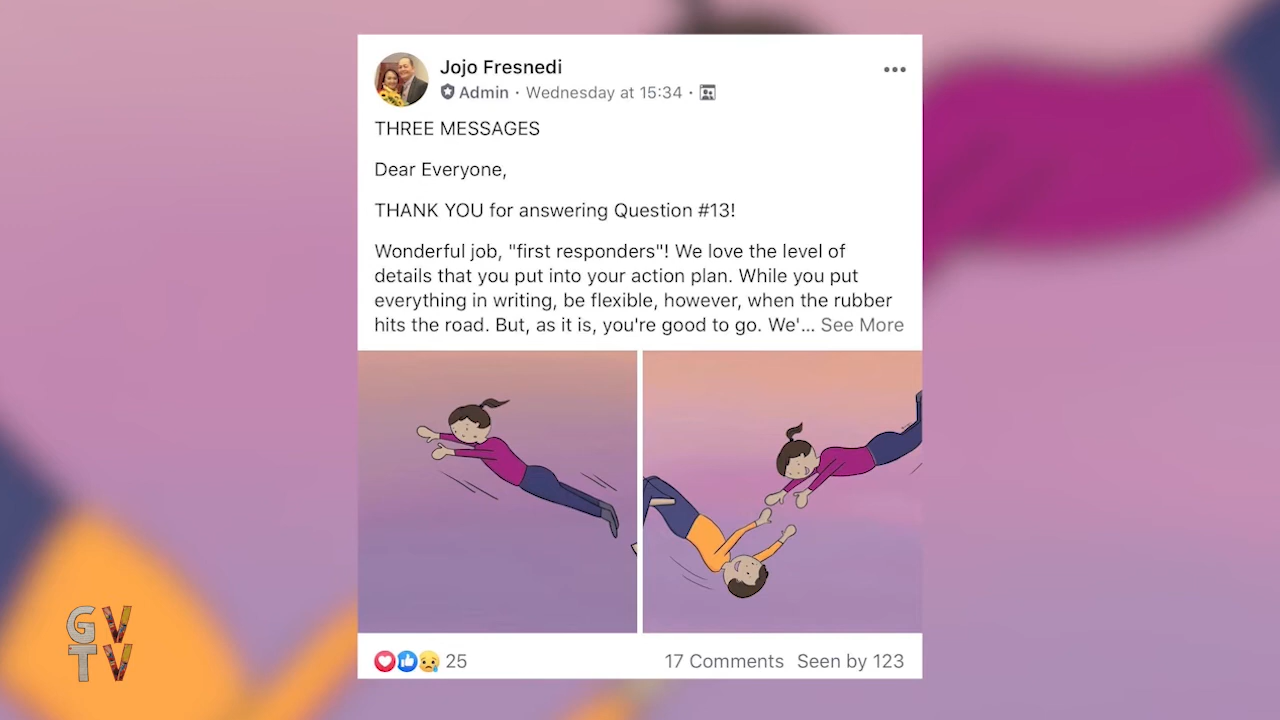 Jojo Fresnedi
Admin · Wednesday at 15:34 ·
THREE MESSAGES
Dear Everyone,
THANK YOU for answering Question #13!
Wonderful job, "first responders"! We love the level of
details that you put into your action plan. While you put
everything in writing, be flexible, however, when the rubber
hits the road. But, as it is, you're good to go. We'... See More
25
17 Comments Seen by 123
GV
TV